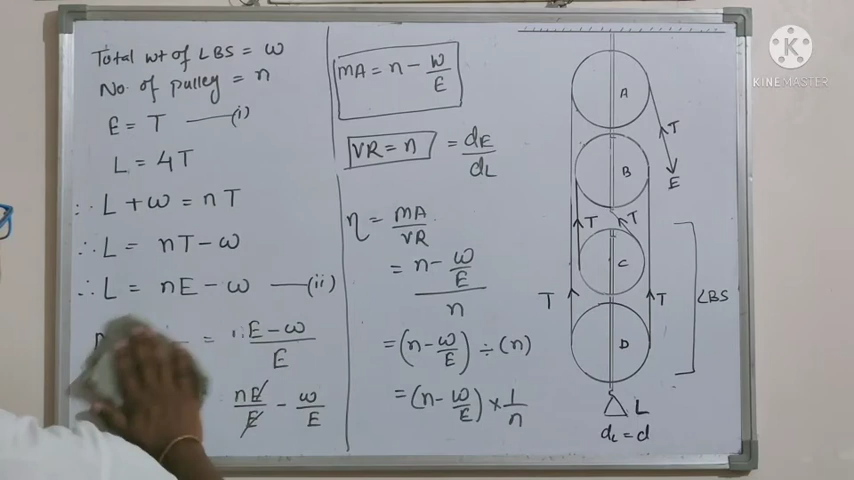 Total wt of LBS = w
No. of pulley = n
E = T —— (i)
L = 4T
∴ L + w = nT
∴ L = nT - w
∴ L = nE - w —— (ii)
= E - w / E
nE/E - w/E
MA = n - w/E
VR = n = dE/dL
η = MA/VR
= n - w/E / n
= (n - w/E) ÷ (n)
= (n - w/E) × 1/n
A
T
B
E
T
T
C
LBS
T
T
D
L
dL = d
K
KINEMASTER